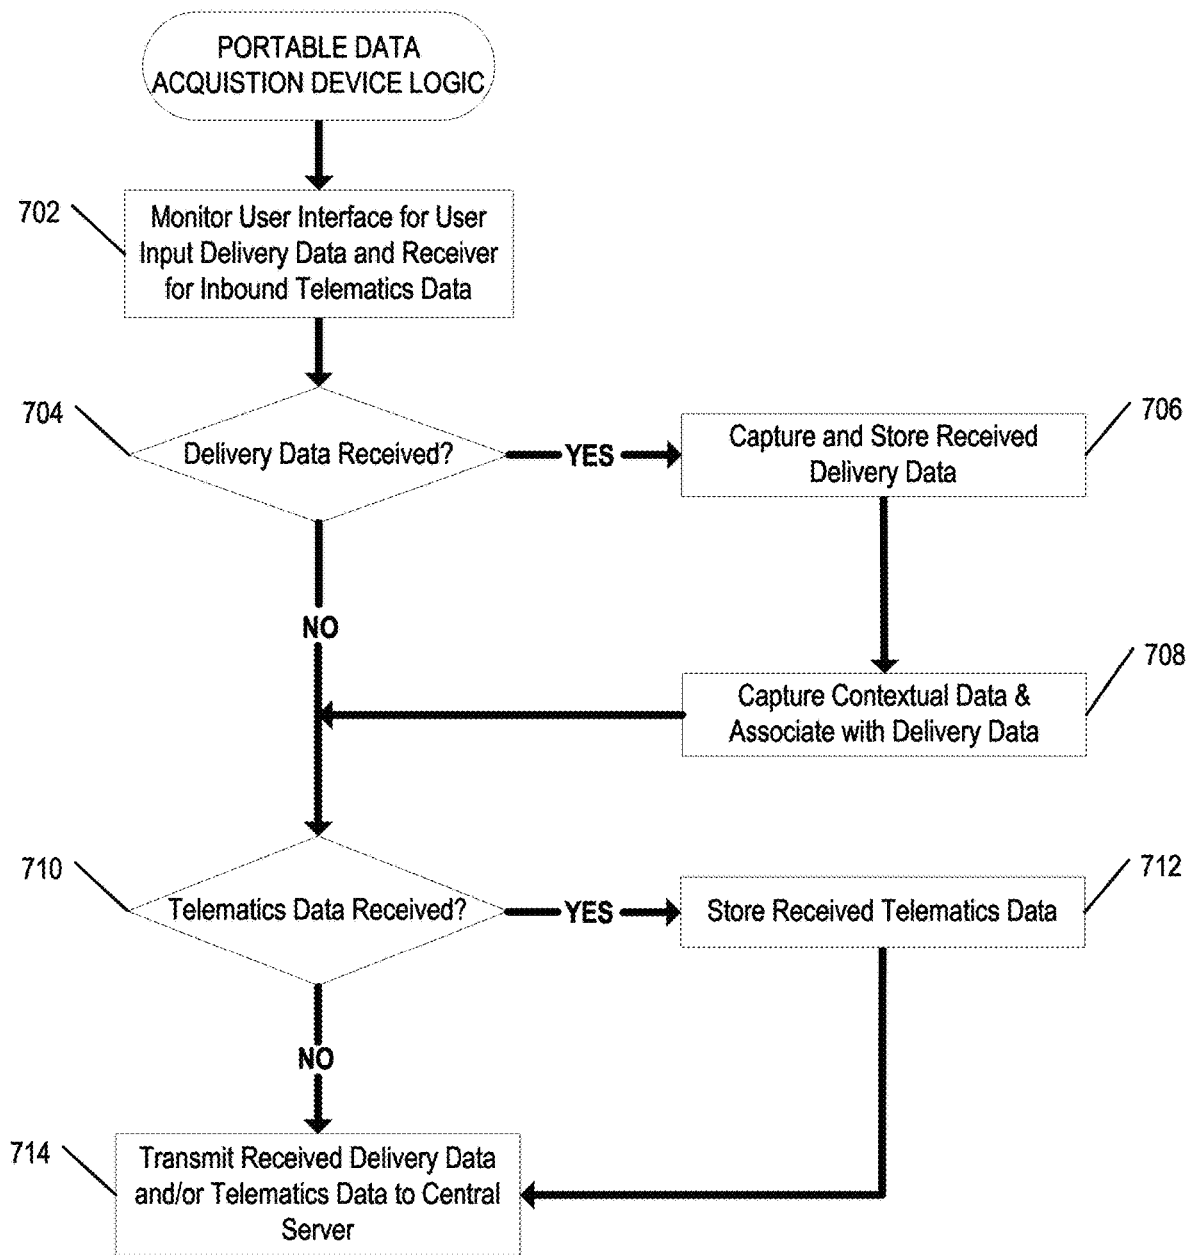 PORTABLE DATA
ACQUISTION DEVICE LOGIC
702
Monitor User Interface for User
Input Delivery Data and Receiver
for Inbound Telematics Data
704
Delivery Data Received?
YES
706
Capture and Store Received
Delivery Data
NO
708
Capture Contextual Data &
Associate with Delivery Data
710
Telematics Data Received?
YES
712
Store Received Telematics Data
NO
714
Transmit Received Delivery Data
and/or Telematics Data to Central
Server